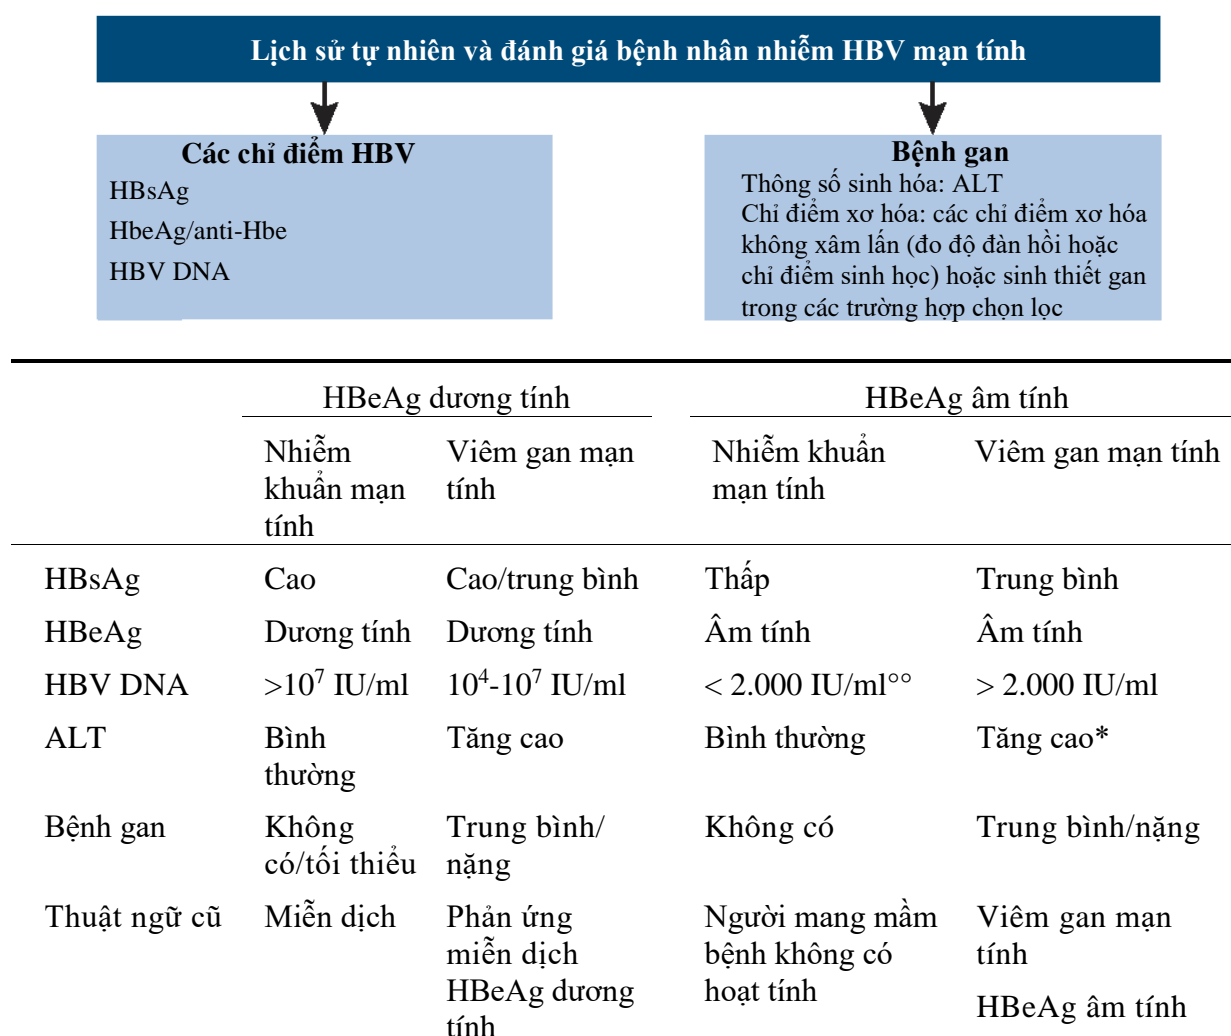 Lịch sử tự nhiên và đánh giá bệnh nhân nhiễm HBV mạn tính
Các chỉ điểm HBV
HBsAg
HbeAg/anti-Hbe
HBV DNA
Bệnh gan
Thông số sinh hóa: ALT
Chỉ điểm xơ hóa: các chỉ điểm xơ hóa
không xâm lấn (đo độ đàn hồi hoặc
chỉ điểm sinh học) hoặc sinh thiết gan
trong các trường hợp chọn lọc
HBeAg dương tính HBeAg âm tính
Nhiễm Viêm gan mạn Nhiễm khuẩn Viêm gan mạn tính
khuẩn mạn tính mạn tính
tính
HBsAg Cao Cao/trung bình Thấp Trung bình
HBeAg Dương tính Dương tính Âm tính Âm tính
HBV DNA >10⁷ IU/ml 10⁴-10⁷ IU/ml < 2.000 IU/ml°° > 2.000 IU/ml
ALT Bình Tăng cao Bình thường Tăng cao*
thường
Bệnh gan Không Trung bình/ Không có Trung bình/nặng
có/tối thiểu nặng
Thuật ngữ cũ Miễn dịch Phản ứng Người mang mầm Viêm gan mạn
miễn dịch bệnh không có tính
HBeAg dương hoạt tính HBeAg âm tính
tính